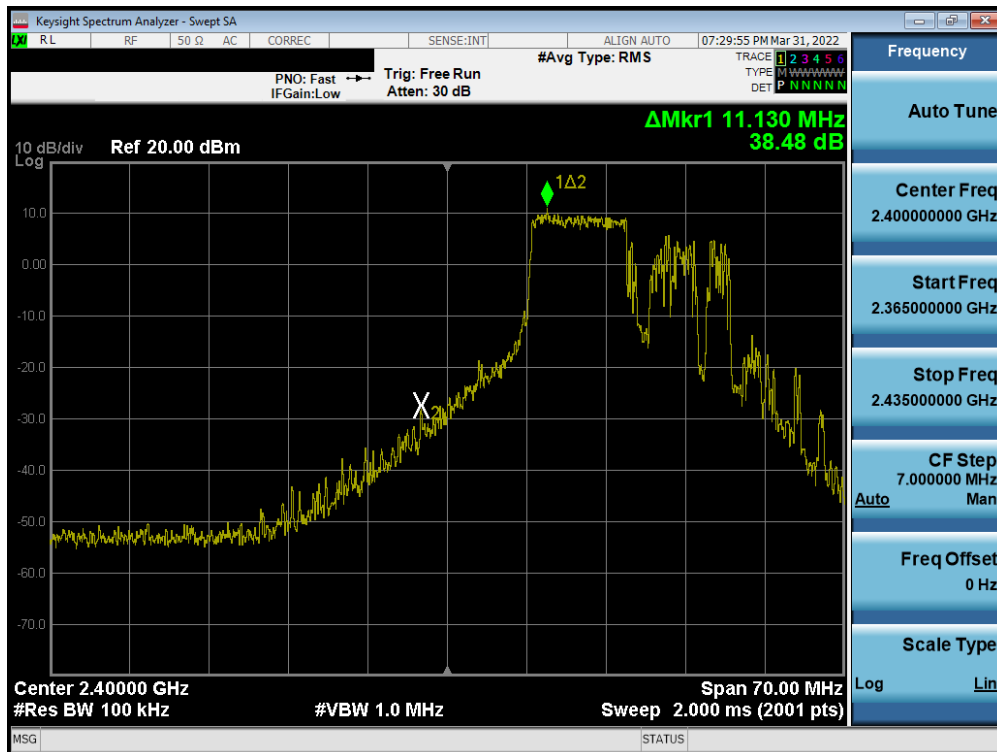 Keysight Spectrum Analyzer - Swept SA
LXI RL RF 50 Ω AC CORREC SENSE:INT ALIGN AUTO 07:29:55 PM Mar 31, 2022
#Avg Type: RMS TRACE 1 2 3 4 5 6
PNO: Fast Trig: Free Run TYPE M WWWWW
IFGain:Low Atten: 30 dB DET P N N N N N
ΔMkr1 11.130 MHz
38.48 dB
10 dB/div Ref 20.00 dBm
Log
1Δ2
10.0
0.00
-10.0
-20.0
-30.0
X2
-40.0
-50.0
-60.0
-70.0
Center 2.40000 GHz Span 70.00 MHz
#Res BW 100 kHz #VBW 1.0 MHz Sweep 2.000 ms (2001 pts)
MSG STATUS
Frequency
Auto Tune
Center Freq
2.400000000 GHz
Start Freq
2.365000000 GHz
Stop Freq
2.435000000 GHz
CF Step
7.000000 MHz
Auto Man
Freq Offset
0 Hz
Scale Type
Log Lin